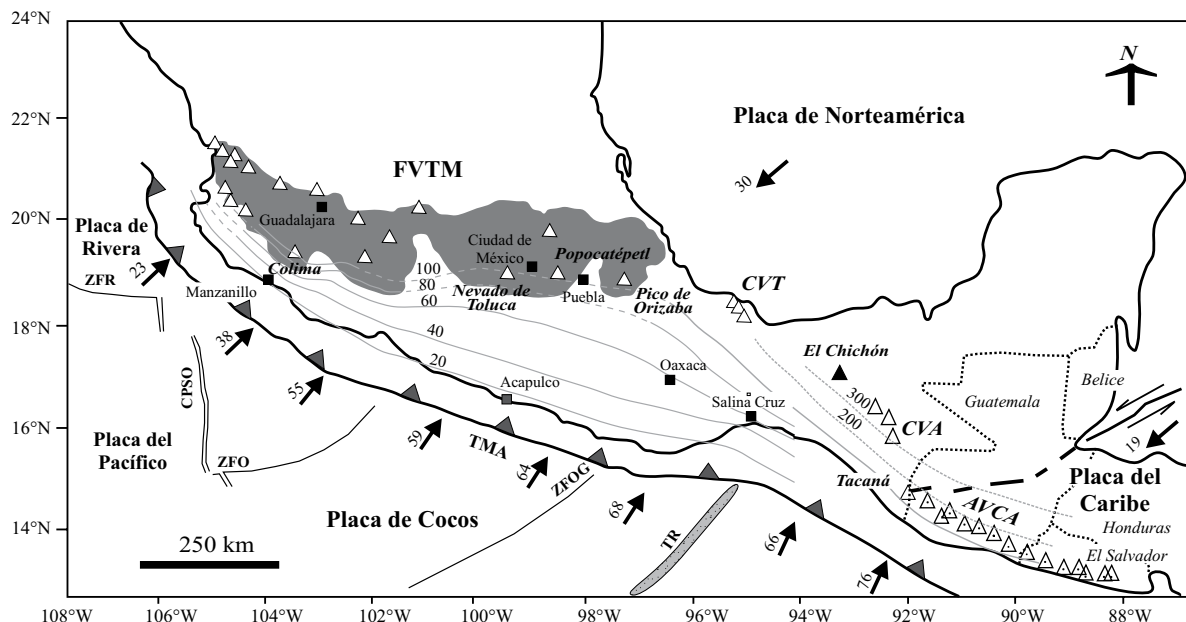 24°N
22°N
20°N
18°N
16°N
14°N
N
Placa de
Norteamérica
30
FVTM
Guadalajara
Ciudad de
México
Popocatépetl
Placa de
Rivera
23
ZFR
Colima
Manzanillo
100
80
60
40
20
Nevado de
Toluca
Puebla
Pico de
Orizaba
CVT
38
CPSO
55
Acapulco
Oaxaca
Salina Cruz
El Chichón
300
200
CVA
Guatemala
Belice
19
Placa del
Pacífico
ZFO
59
TMA
64
ZFOG
68
Tacaná
AVCA
Placa del
Caribe
Honduras
El Salvador
Placa de Cocos
TR
66
76
250 km
108°W
106°W
104°W
102°W
100°W
98°W
96°W
94°W
92°W
90°W
88°W